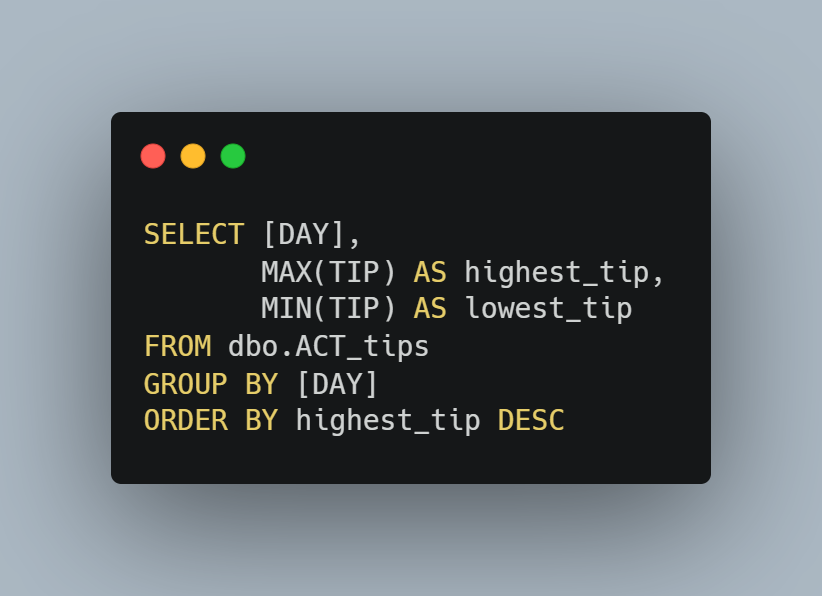 SELECT [DAY],
       MAX(TIP) AS highest_tip,
       MIN(TIP) AS lowest_tip
FROM dbo.ACT_tips
GROUP BY [DAY]
ORDER BY highest_tip DESC